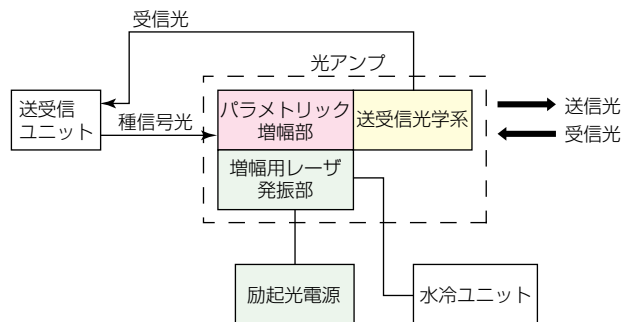 受信光
光アンプ
送受信
ユニット
種信号光
パラメトリック
増幅部
送受信光学系
送信光
受信光
増幅用レーザ
発振部
励起光電源
水冷ユニット